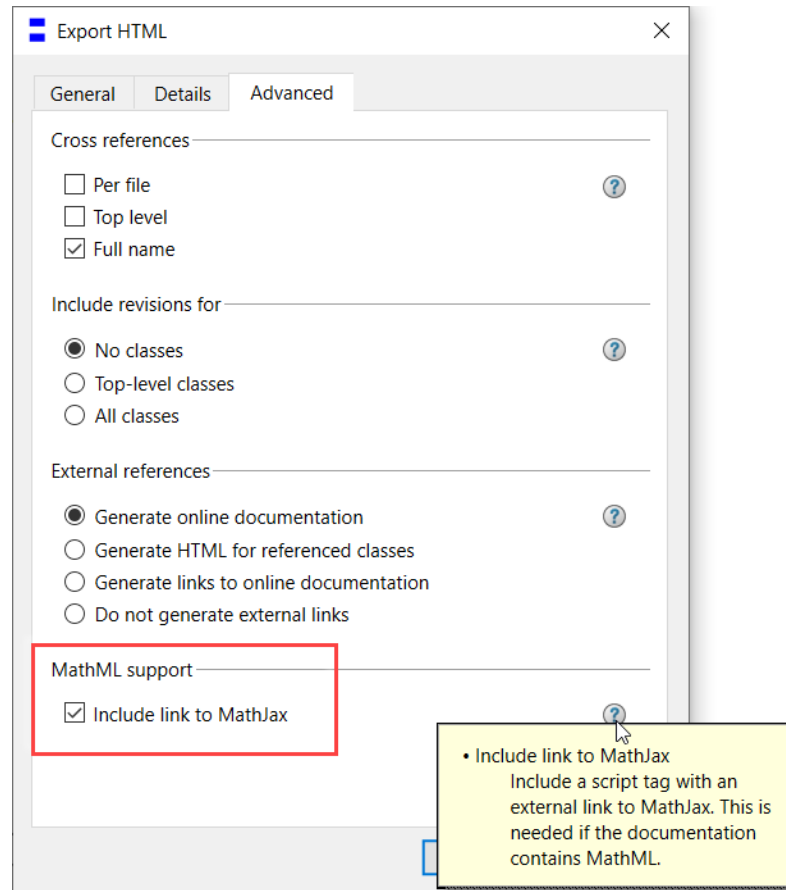 Export HTML
General Details Advanced
Cross references
Per file
?
Top level
Full name
Include revisions for
No classes
?
Top-level classes
All classes
External references
Generate online documentation
?
Generate HTML for referenced classes
Generate links to online documentation
Do not generate external links
MathML support
Include link to MathJax
?
• Include link to MathJax
Include a script tag with an
external link to MathJax. This is
needed if the documentation
contains MathML.